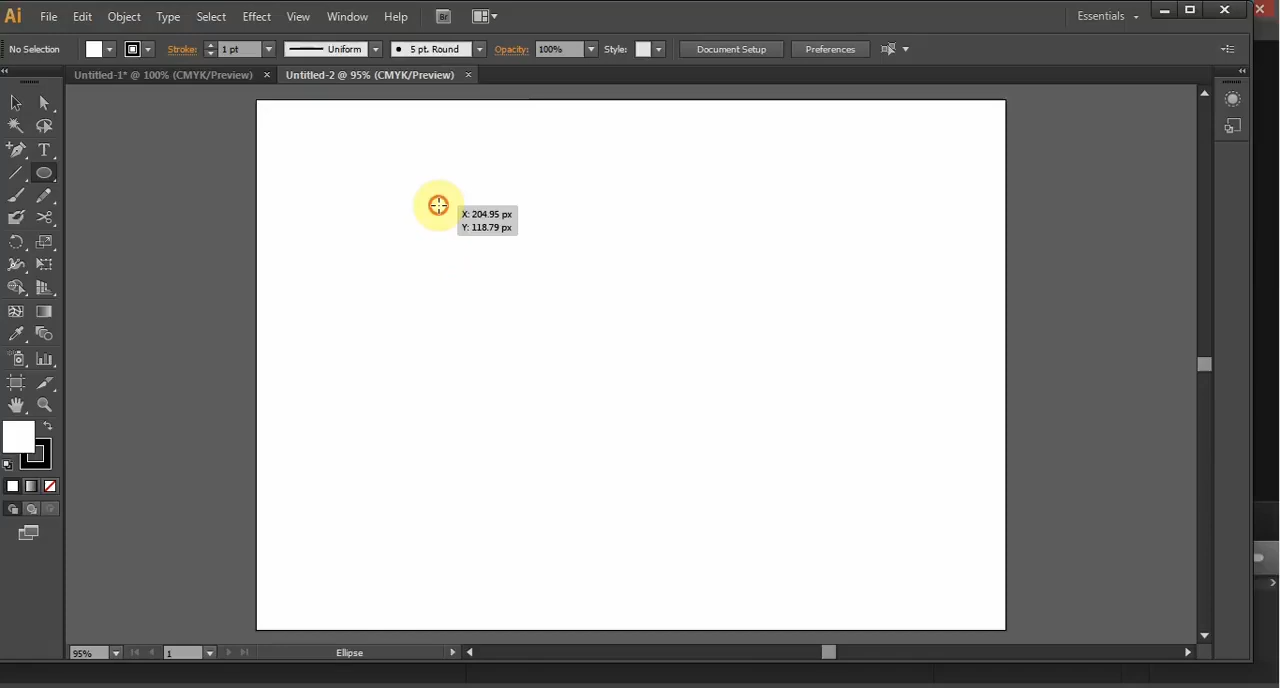 Ai File Edit Object Type Select Effect View Window Help Br Essentials
No Selection Stroke: 1 pt Uniform 5 pt. Round Opacity: 100% Style: Document Setup Preferences
Untitled-1* @ 100% (CMYK/Preview) Untitled-2 @ 95% (CMYK/Preview)
T
X: 204.95 px
Y: 118.79 px
95% 1 Ellipse